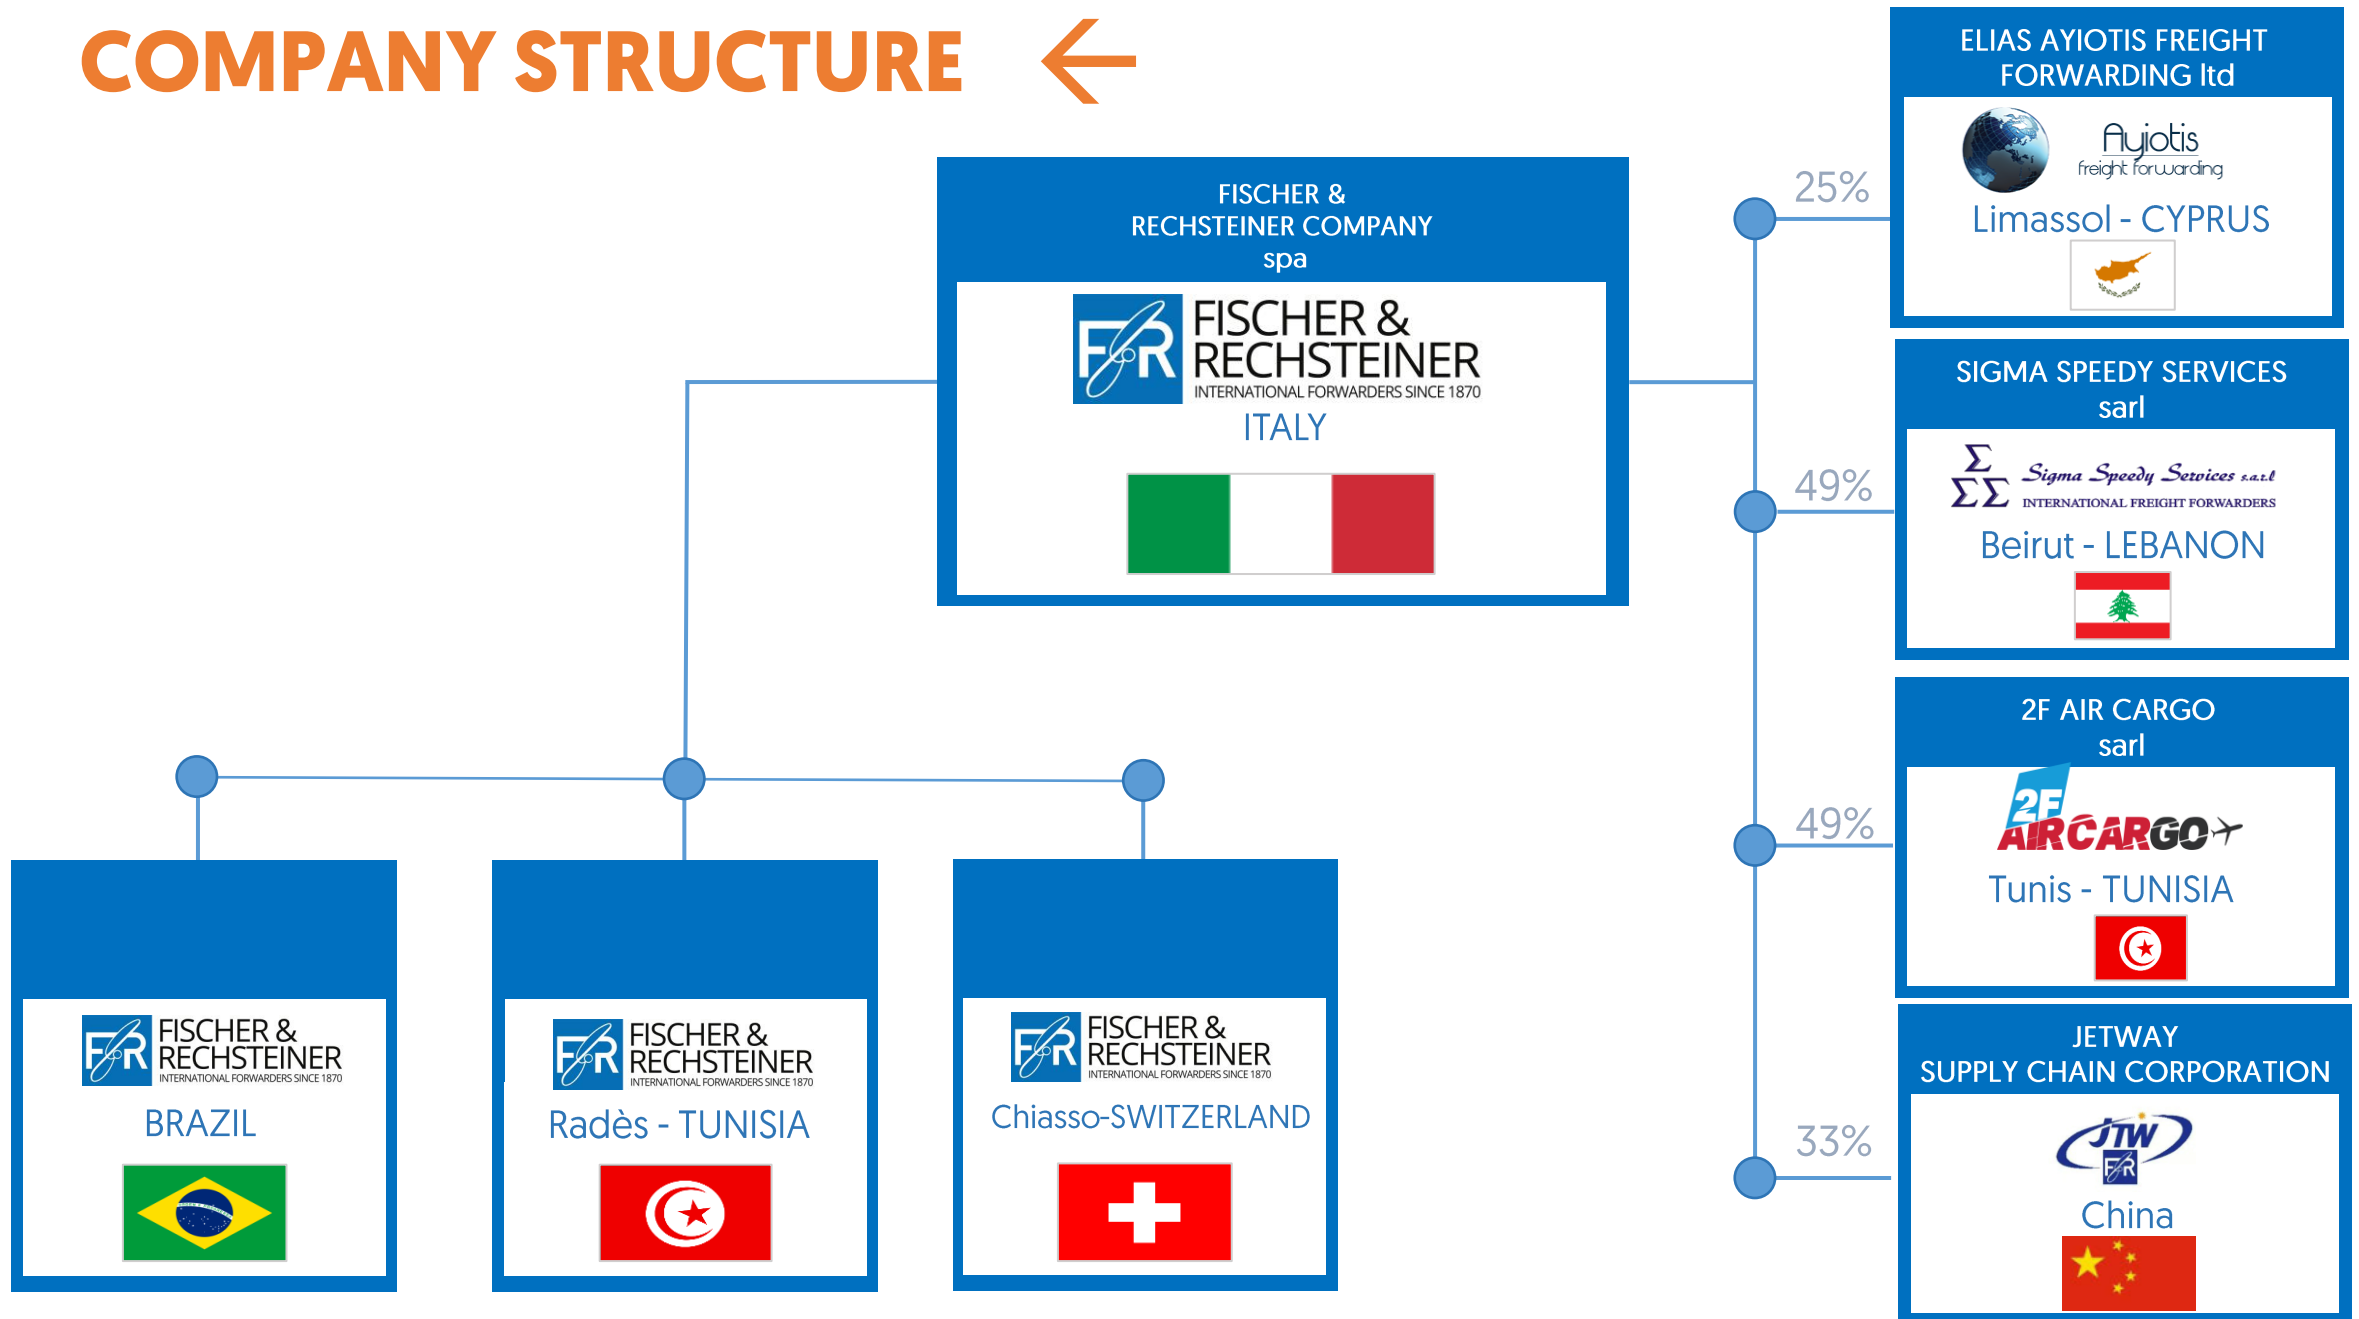 COMPANY STRUCTURE
FISCHER &
RECHSTEINER COMPANY
spa
FISCHER &
RECHSTEINER
INTERNATIONAL FORWARDERS SINCE 1870
ITALY
25%
ELIAS AYIOTIS FREIGHT
FORWARDING ltd
Ayiotis
freight forwarding
Limassol - CYPRUS
49%
SIGMA SPEEDY SERVICES
sarl
Σ
ΣΣ
Sigma Speedy Services s.a.r.l
INTERNATIONAL FREIGHT FORWARDERS
Beirut - LEBANON
49%
2F AIR CARGO
sarl
2F
AIRCARGO
Tunis - TUNISIA
33%
JETWAY
SUPPLY CHAIN CORPORATION
JTW
F&R
China
F&R
FISCHER &
RECHSTEINER
INTERNATIONAL FORWARDERS SINCE 1870
BRAZIL
F&R
FISCHER &
RECHSTEINER
INTERNATIONAL FORWARDERS SINCE 1870
Radès - TUNISIA
F&R
FISCHER &
RECHSTEINER
INTERNATIONAL FORWARDERS SINCE 1870
Chiasso-SWITZERLAND